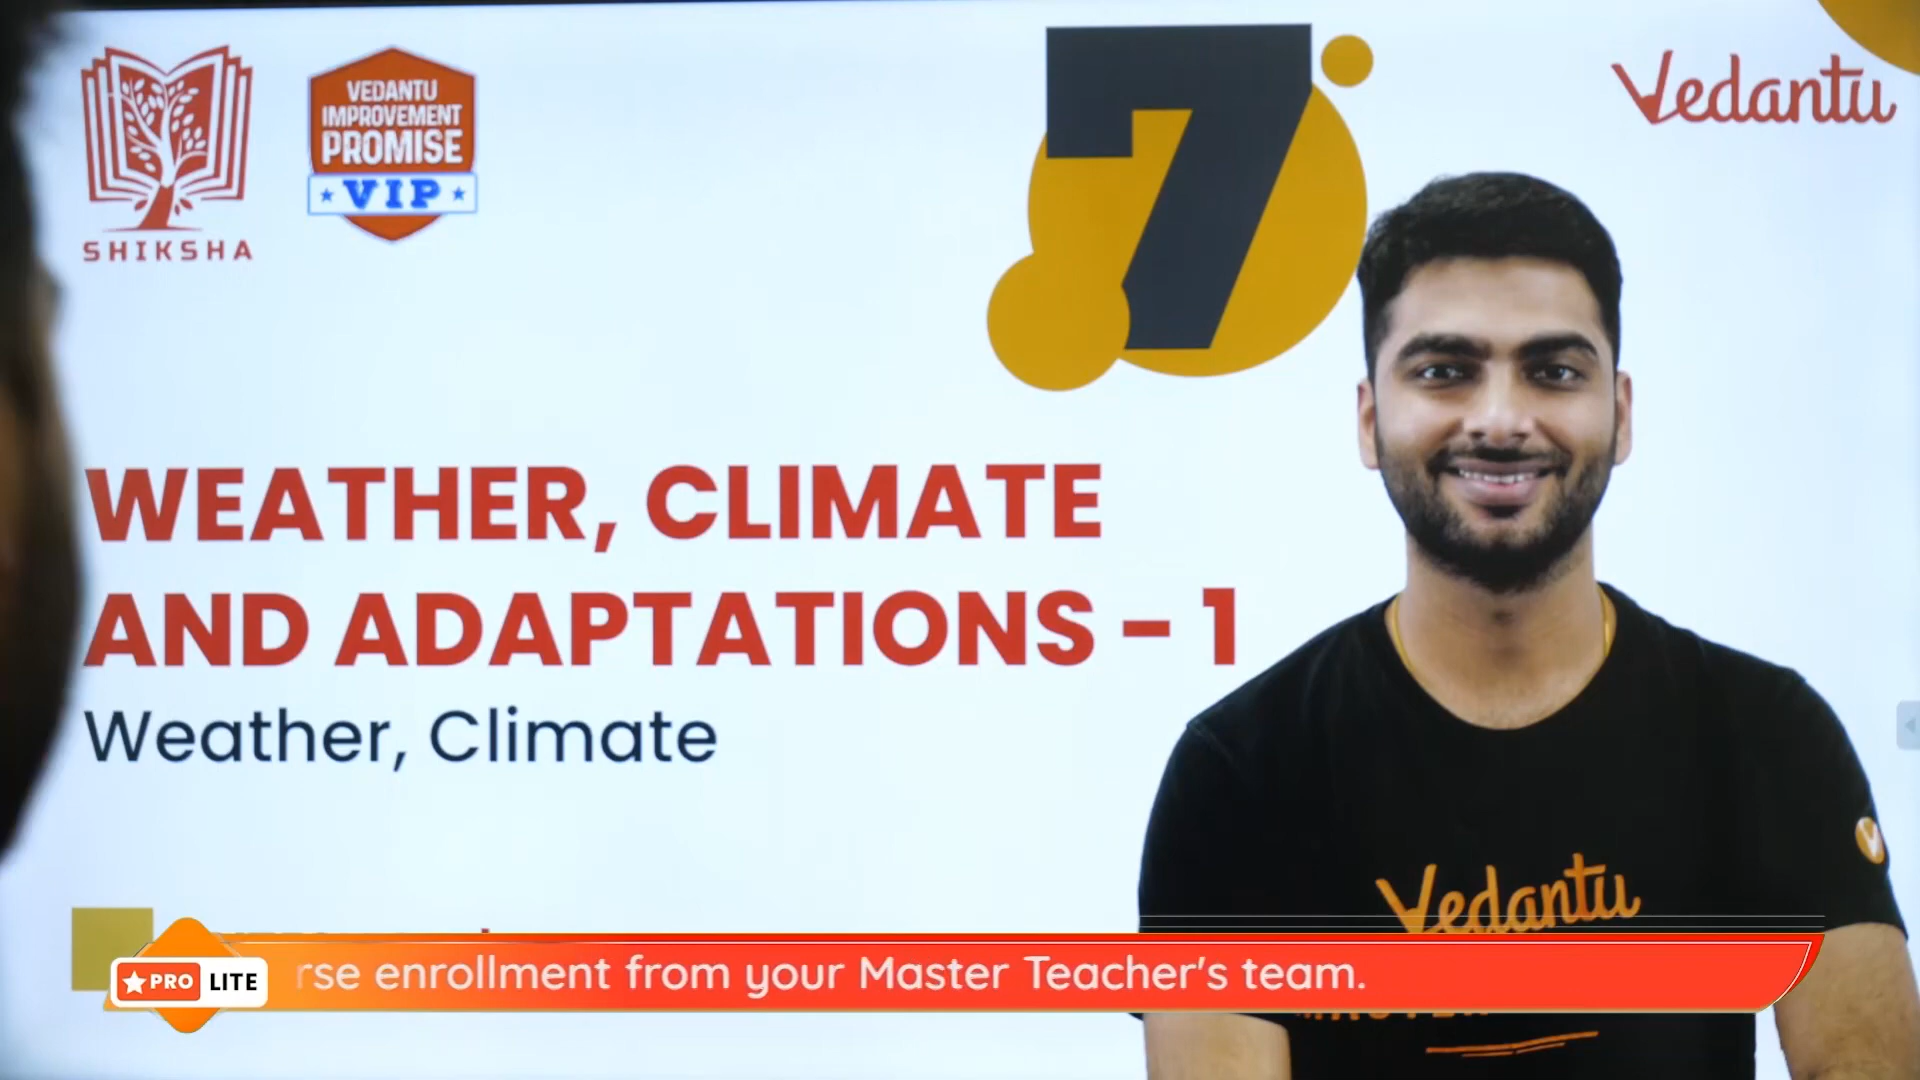 SHIKSHA
VEDANTU
IMPROVEMENT
PROMISE
VIP
7
Vedantu
WEATHER, CLIMATE
AND ADAPTATIONS - 1
Weather, Climate
Vedantu
PRO LITE
rse enrollment from your Master Teacher's team.